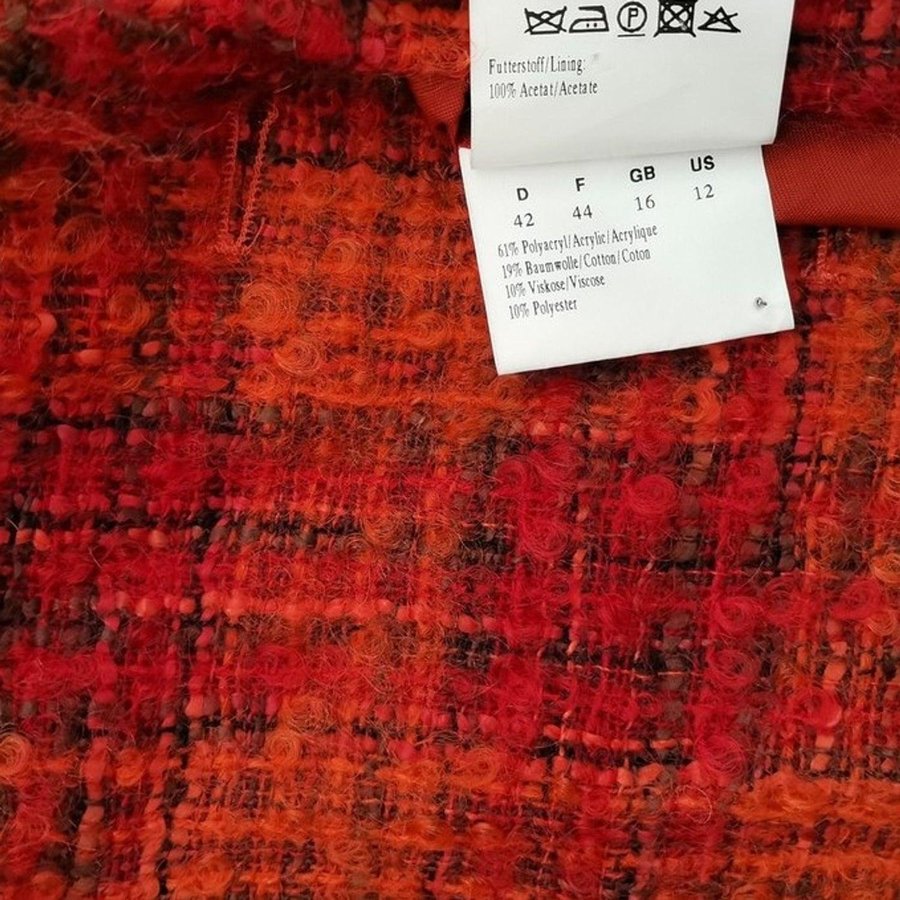 P
Futterstoff/Lining:
100% Acetat/Acetate
D F GB US
42 44 16 12
61% Polyacryl/Acrylic/Acrylique
19% Baumwolle/Cotton/Coton
10% Viskose/Viscose
10% Polyester